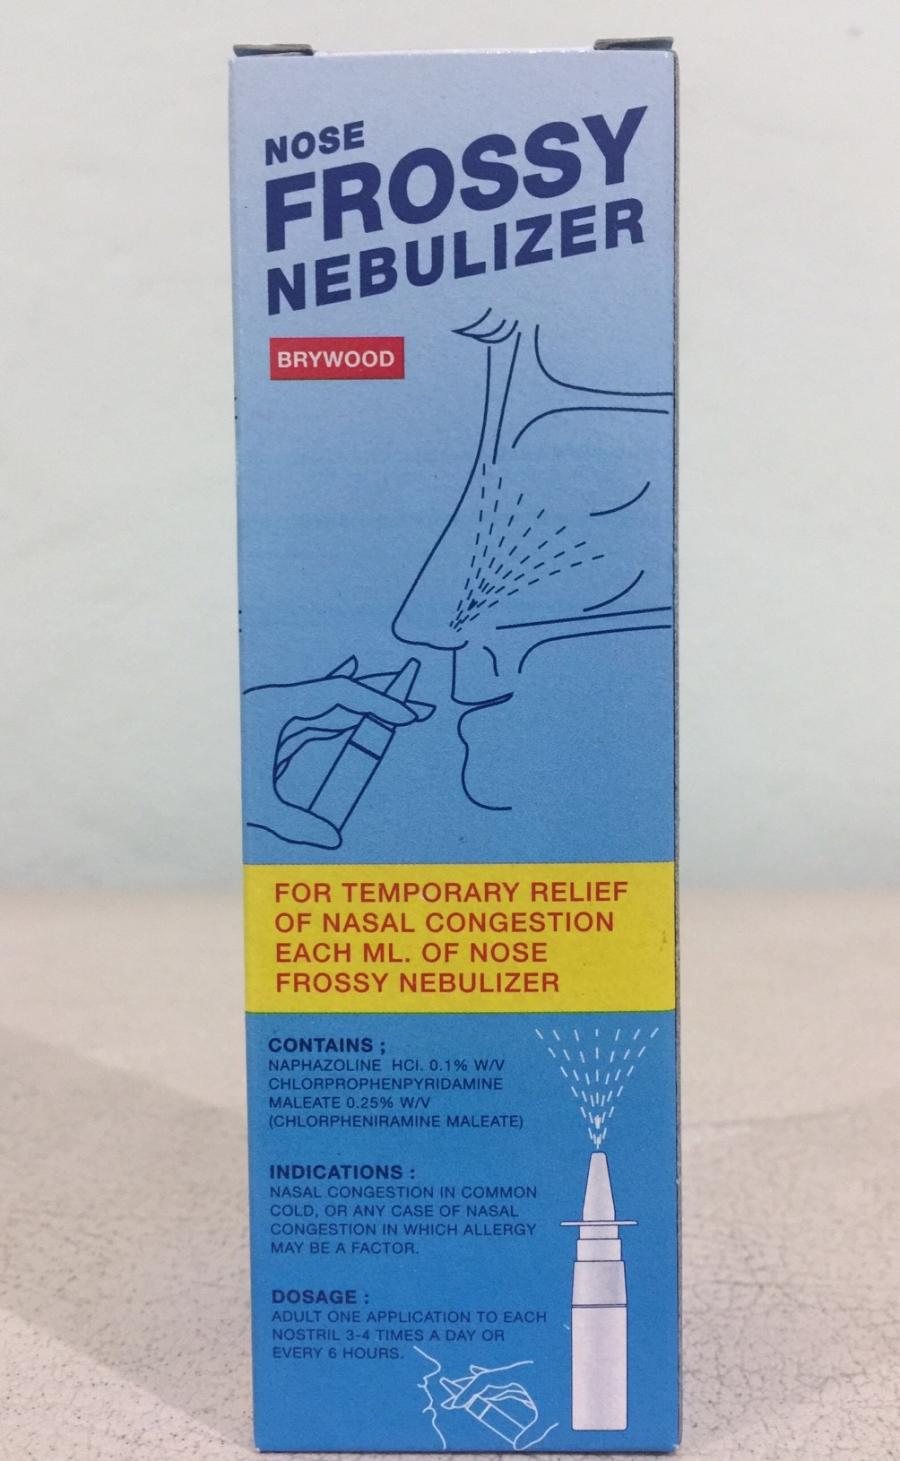 NOSE
FROSSY
NEBULIZER
BRYWOOD
FOR TEMPORARY RELIEF
OF NASAL CONGESTION
EACH ML. OF NOSE
FROSSY NEBULIZER
CONTAINS ;
NAPHAZOLINE HCl. 0.1% W/V
CHLORPROPHENPYRIDAMINE
MALEATE 0.25% W/V
(CHLORPHENIRAMINE MALEATE)
INDICATIONS :
NASAL CONGESTION IN COMMON
COLD, OR ANY CASE OF NASAL
CONGESTION IN WHICH ALLERGY
MAY BE A FACTOR.
DOSAGE :
ADULT ONE APPLICATION TO EACH
NOSTRIL 3-4 TIMES A DAY OR
EVERY 6 HOURS.